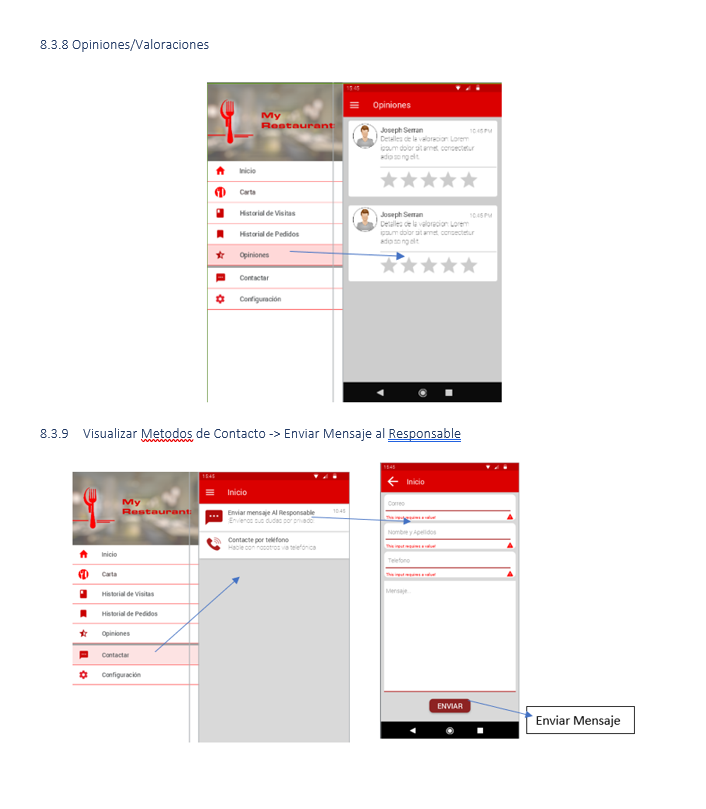 8.3.8 Opiniones/Valoraciones
My
Restaurant
Inicio
Carta
Historial de Visitas
Historial de Pedidos
Opiniones
Contactar
Configuración
15:45
Opiniones
Joseph Serran 10:45 PM
Detalles de la valoracion: Lorem
ipsum dolor sit amet, consectetur
adipiscing elit.
Joseph Serran 10:45 PM
Detalles de la valoracion: Lorem
ipsum dolor sit amet, consectetur
adipiscing elit.
8.3.9 Visualizar Metodos de Contacto -> Enviar Mensaje al Responsable
My
Restaurant
Inicio
Carta
Historial de Visitas
Historial de Pedidos
Opiniones
Contactar
Configuración
15:45
Inicio
Enviar mensaje Al Responsable 10:45
Envienos sus dudas por privado
Contacte por teléfono
Hable con nosotros via telefónica
15:45
Inicio
Correo
This input requires a value!
Nombre y Apellidos
This input requires a value!
Telefono
This input requires a value!
Mensaje...
ENVIAR
Enviar Mensaje